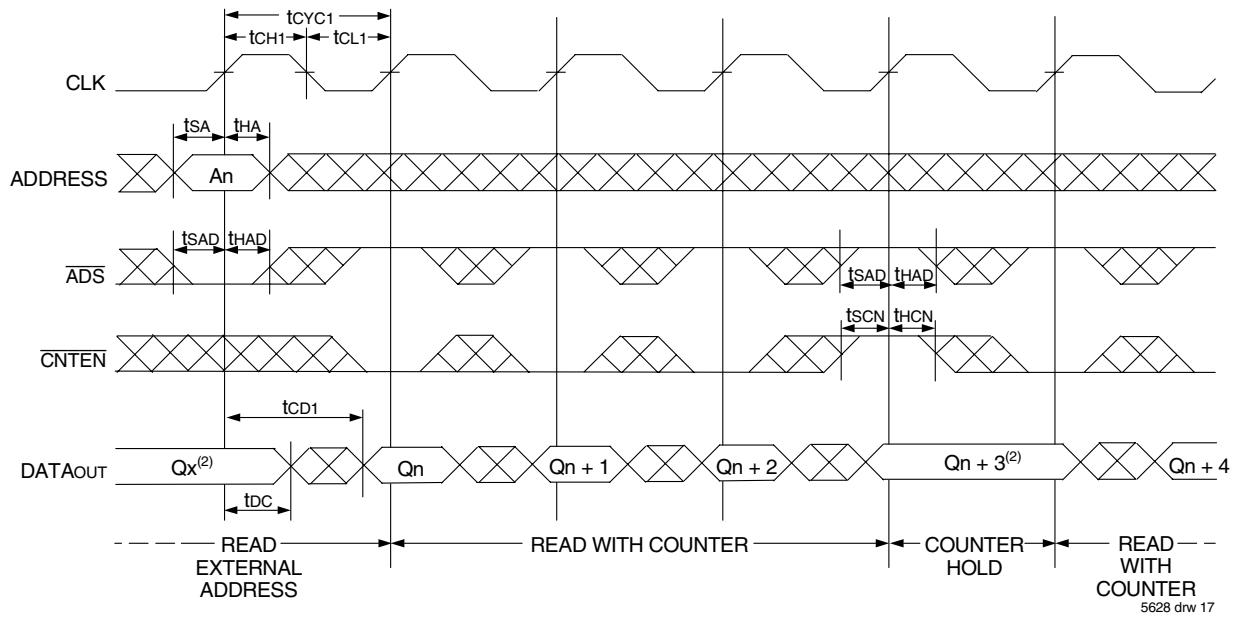 tCYC1
tCH1 tCL1
CLK
tSA tHA
ADDRESS An
tSAD tHAD
ADS
tSAD tHAD
tSCN tHCN
CNTEN
tCD1
DATAOUT Qx(2) Qn Qn + 1 Qn + 2 Qn + 3(2) Qn + 4
tDC
READ EXTERNAL ADDRESS
READ WITH COUNTER
COUNTER HOLD
READ WITH COUNTER
5628 drw 17